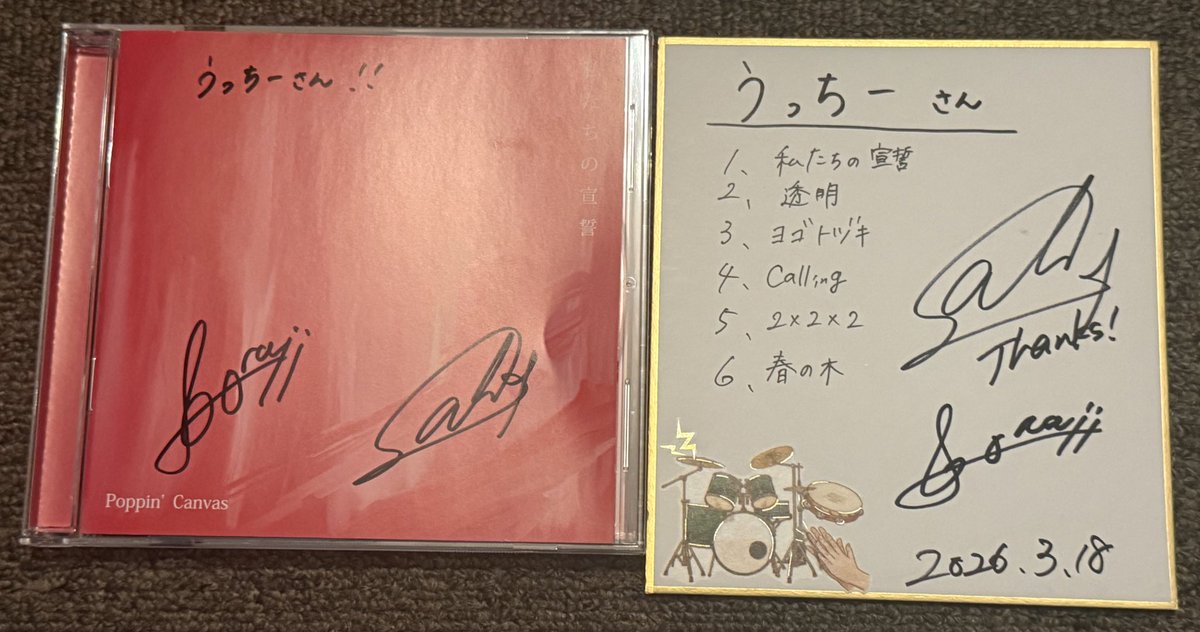 うっちーさん!!
私たちの宣誓
Soraji
Poppin' Canvas
うっちー さん
1、私たちの宣誓
2、透明
3、ヨゴトヅキ
4、Calling
5、2×2×2
6、春の木
Thanks!
Soraji
2026.3.18